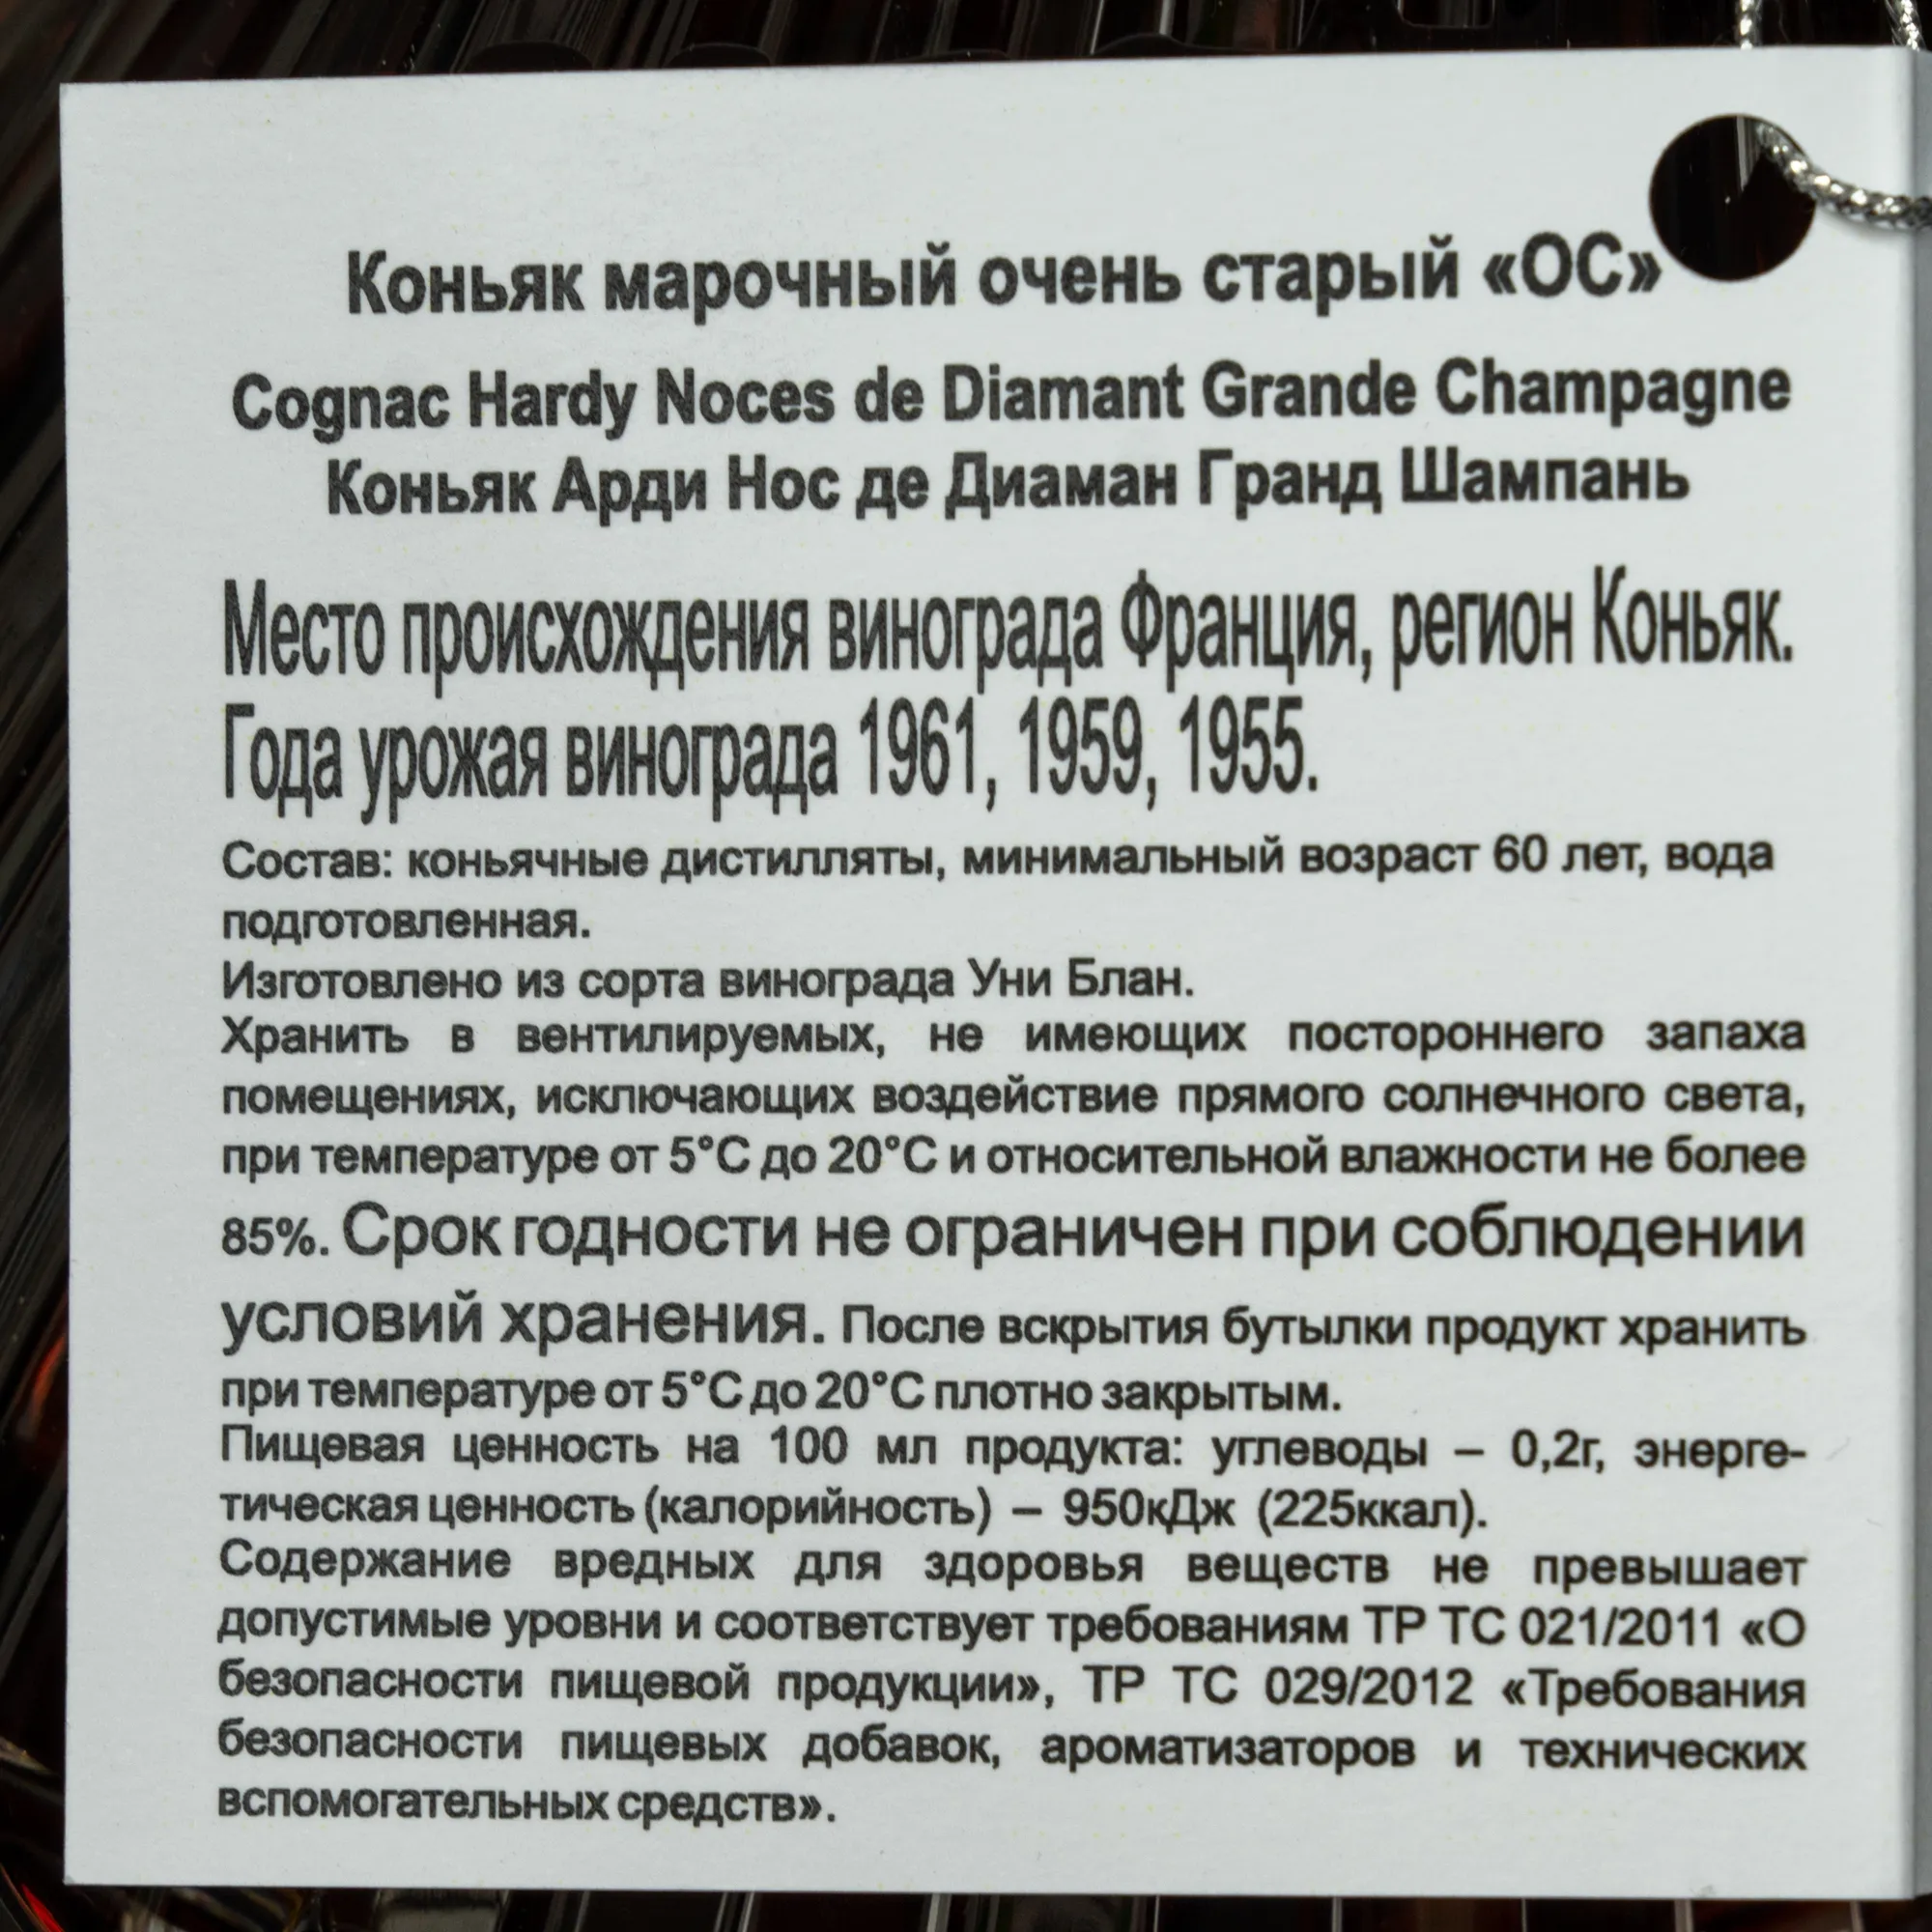 Коньяк марочный очень старый «ОС»
Cognac Hardy Noces de Diamant Grande Champagne
Коньяк Арди Нос де Диаман Гранд Шампань
Место происхождения винограда Франция, регион Коньяк.
Года урожая винограда 1961, 1959, 1955.
Состав: коньячные дистилляты, минимальный возраст 60 лет, вода
подготовленная.
Изготовлено из сорта винограда Уни Блан.
Хранить в вентилируемых, не имеющих постороннего запаха
помещениях, исключающих воздействие прямого солнечного света,
при температуре от 5°С до 20°С и относительной влажности не более
85%. Срок годности не ограничен при соблюдении
условий хранения. После вскрытия бутылки продукт хранить
при температуре от 5°С до 20°С плотно закрытым.
Пищевая ценность на 100 мл продукта: углеводы – 0,2г, энерге-
тическая ценность (калорийность) – 950кДж (225ккал).
Содержание вредных для здоровья веществ не превышает
допустимые уровни и соответствует требованиям ТР ТС 021/2011 «О
безопасности пищевой продукции», ТР ТС 029/2012 «Требования
безопасности пищевых добавок, ароматизаторов и технических
вспомогательных средств».